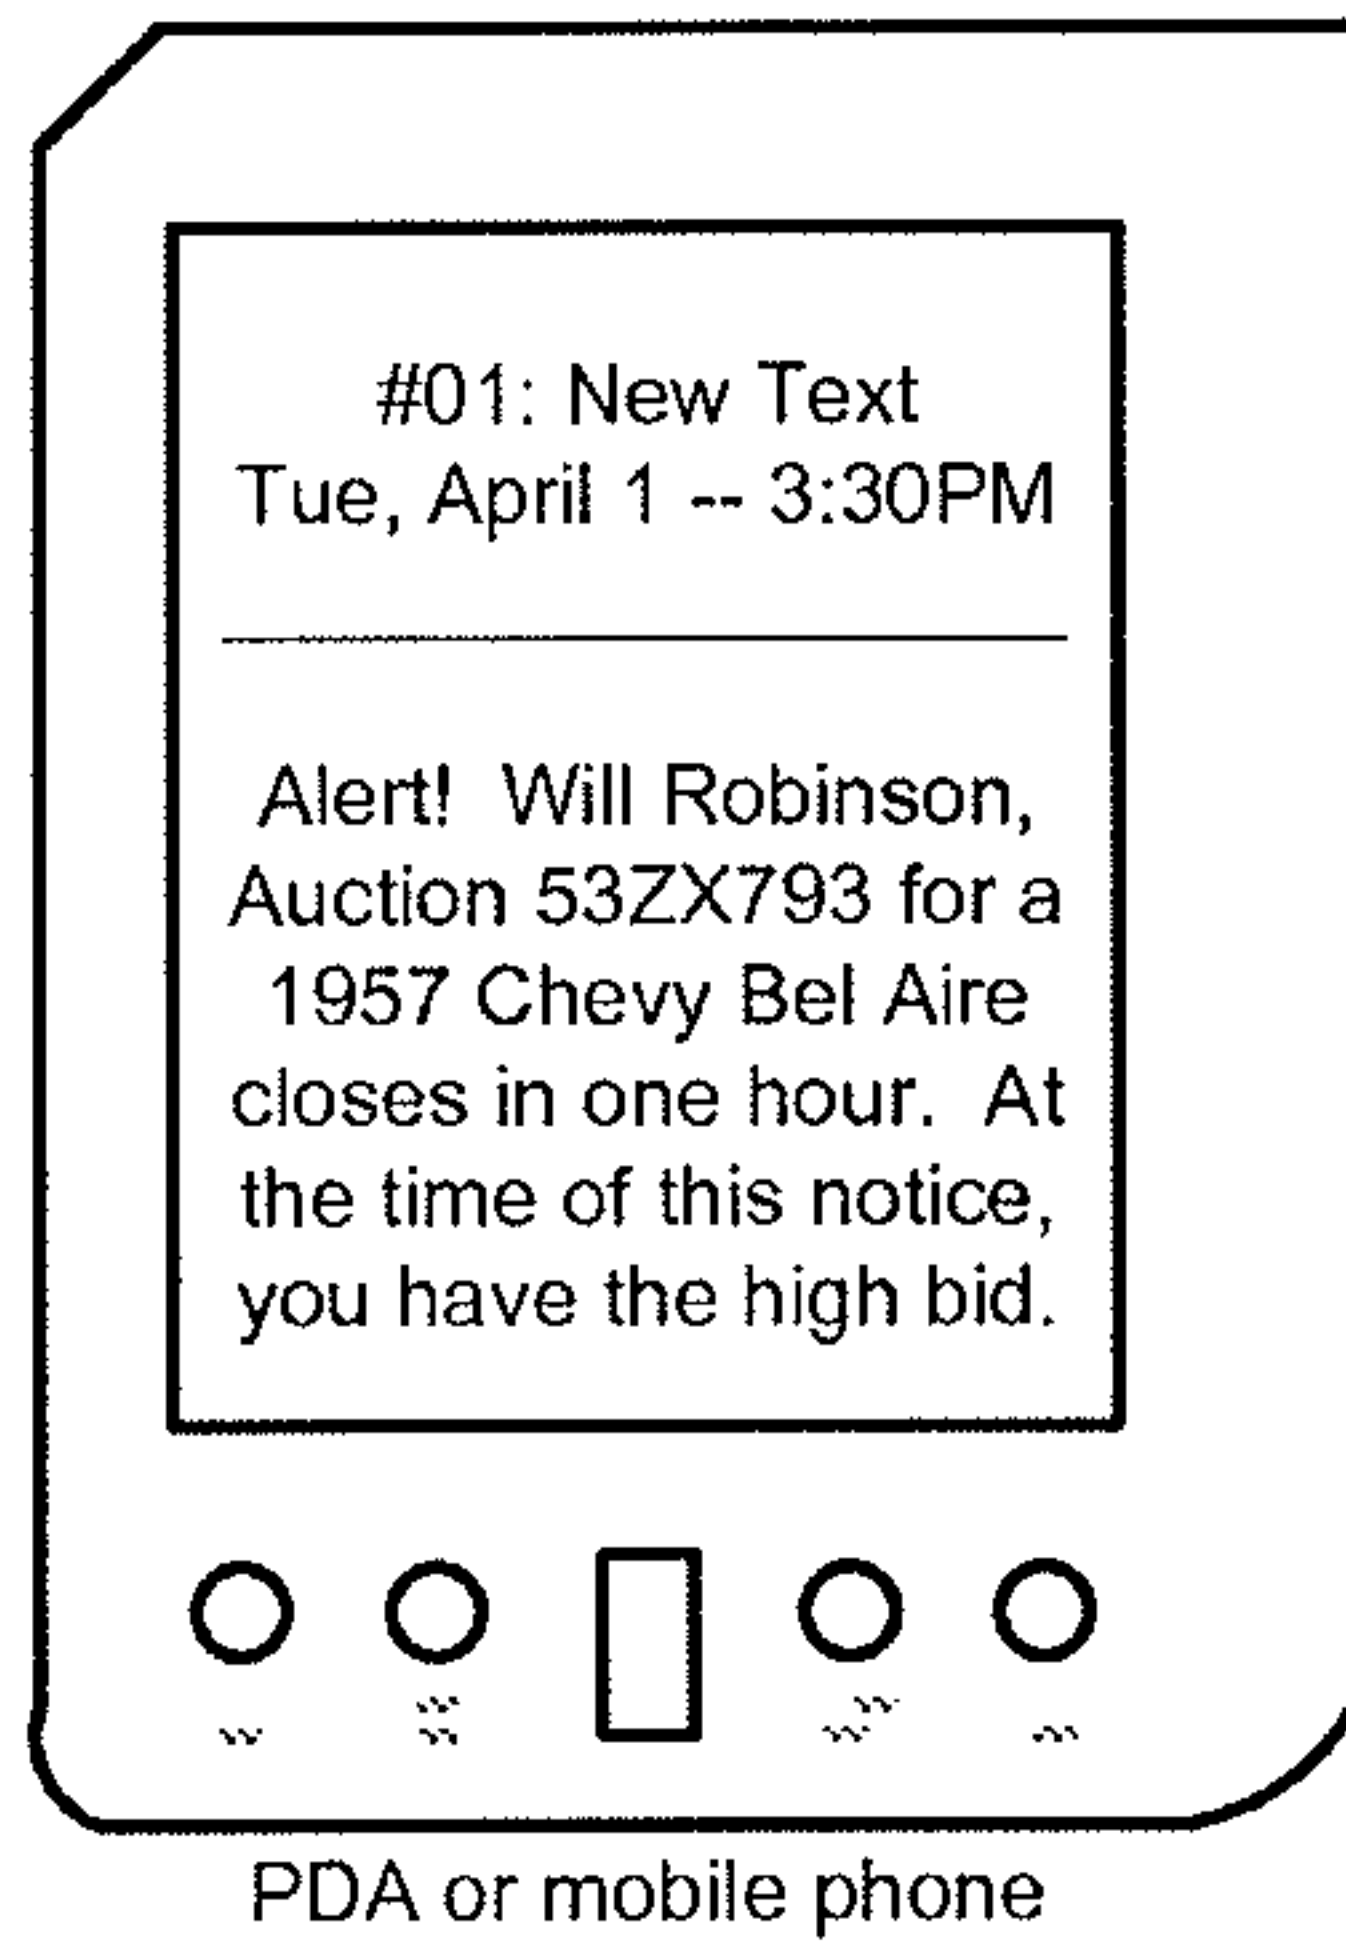 #01: New Text
Tue, April 1 -- 3:30PM
Alert!  Will Robinson,
Auction 53ZX793 for a
1957 Chevy Bel Aire
closes in one hour.  At
the time of this notice,
you have the high bid.
PDA or mobile phone